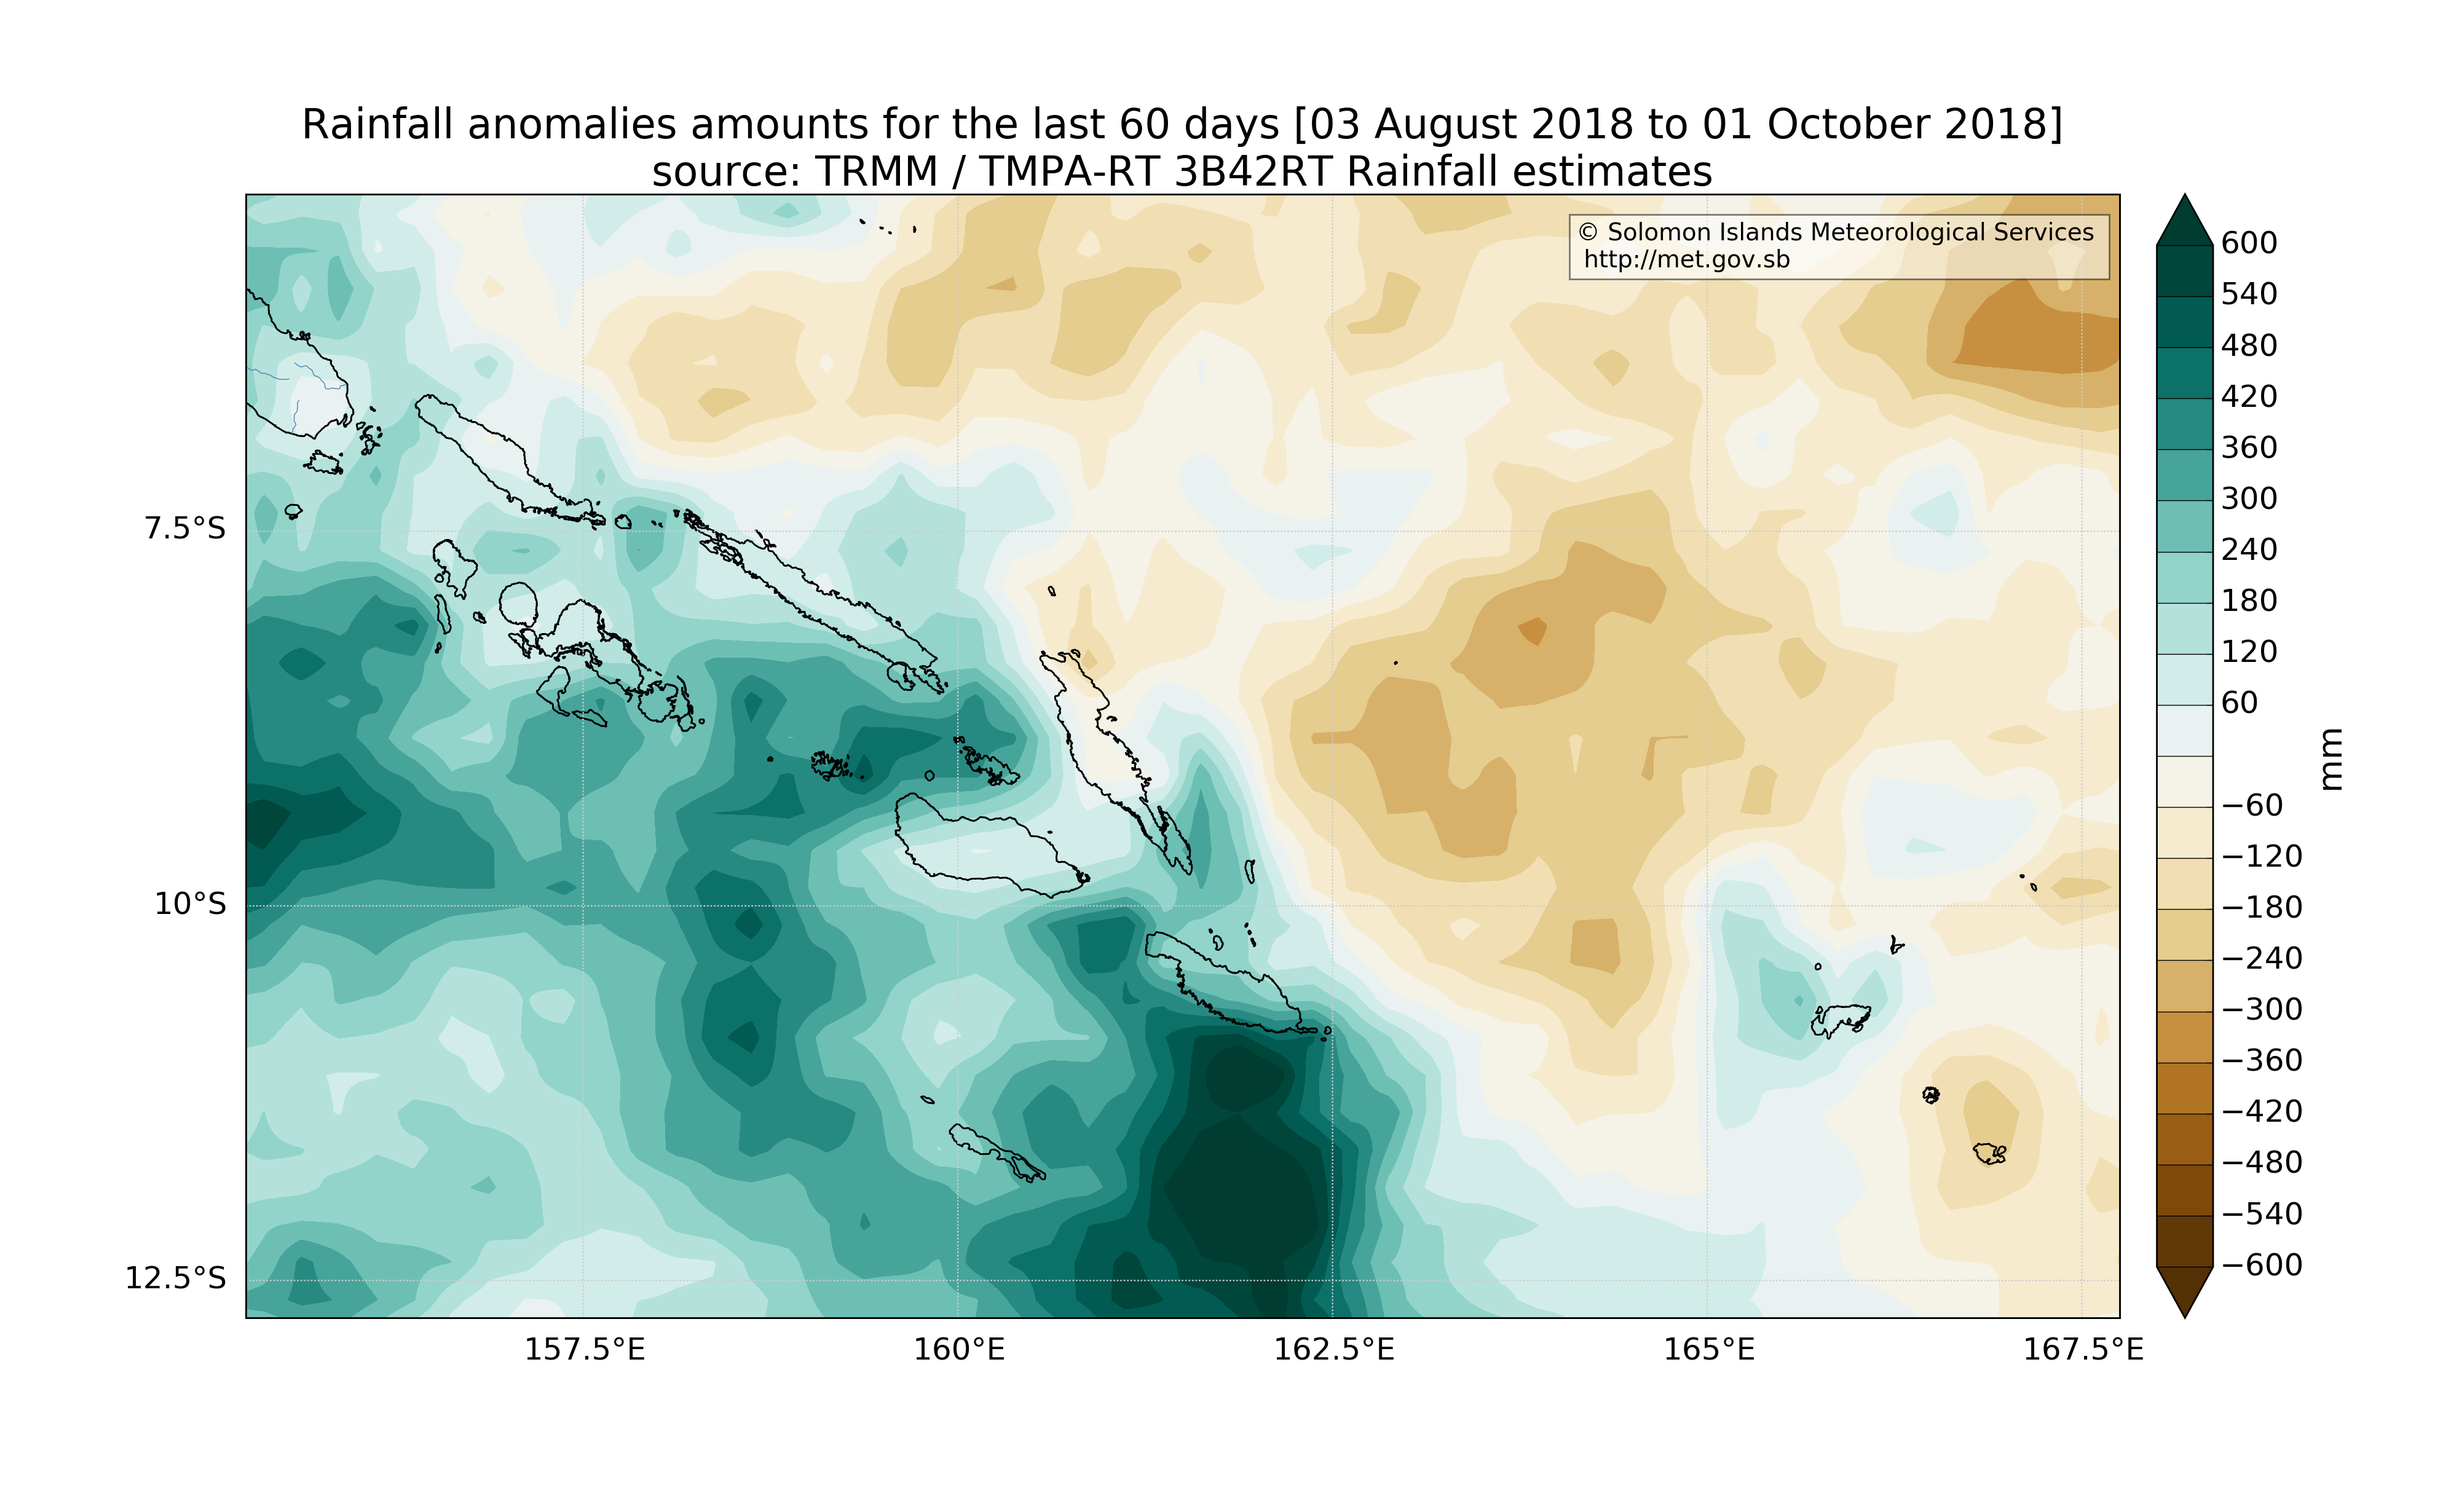 Rainfall anomalies amounts for the last 60 days [03 August 2018 to 01 October 2018]
source: TRMM / TMPA-RT 3B42RT Rainfall estimates
© Solomon Islands Meteorological Services
http://met.gov.sb
7.5°S
10°S
12.5°S
157.5°E
160°E
162.5°E
165°E
167.5°E
600
540
480
420
360
300
240
180
120
60
−60
−120
−180
−240
−300
−360
−420
−480
−540
−600
mm